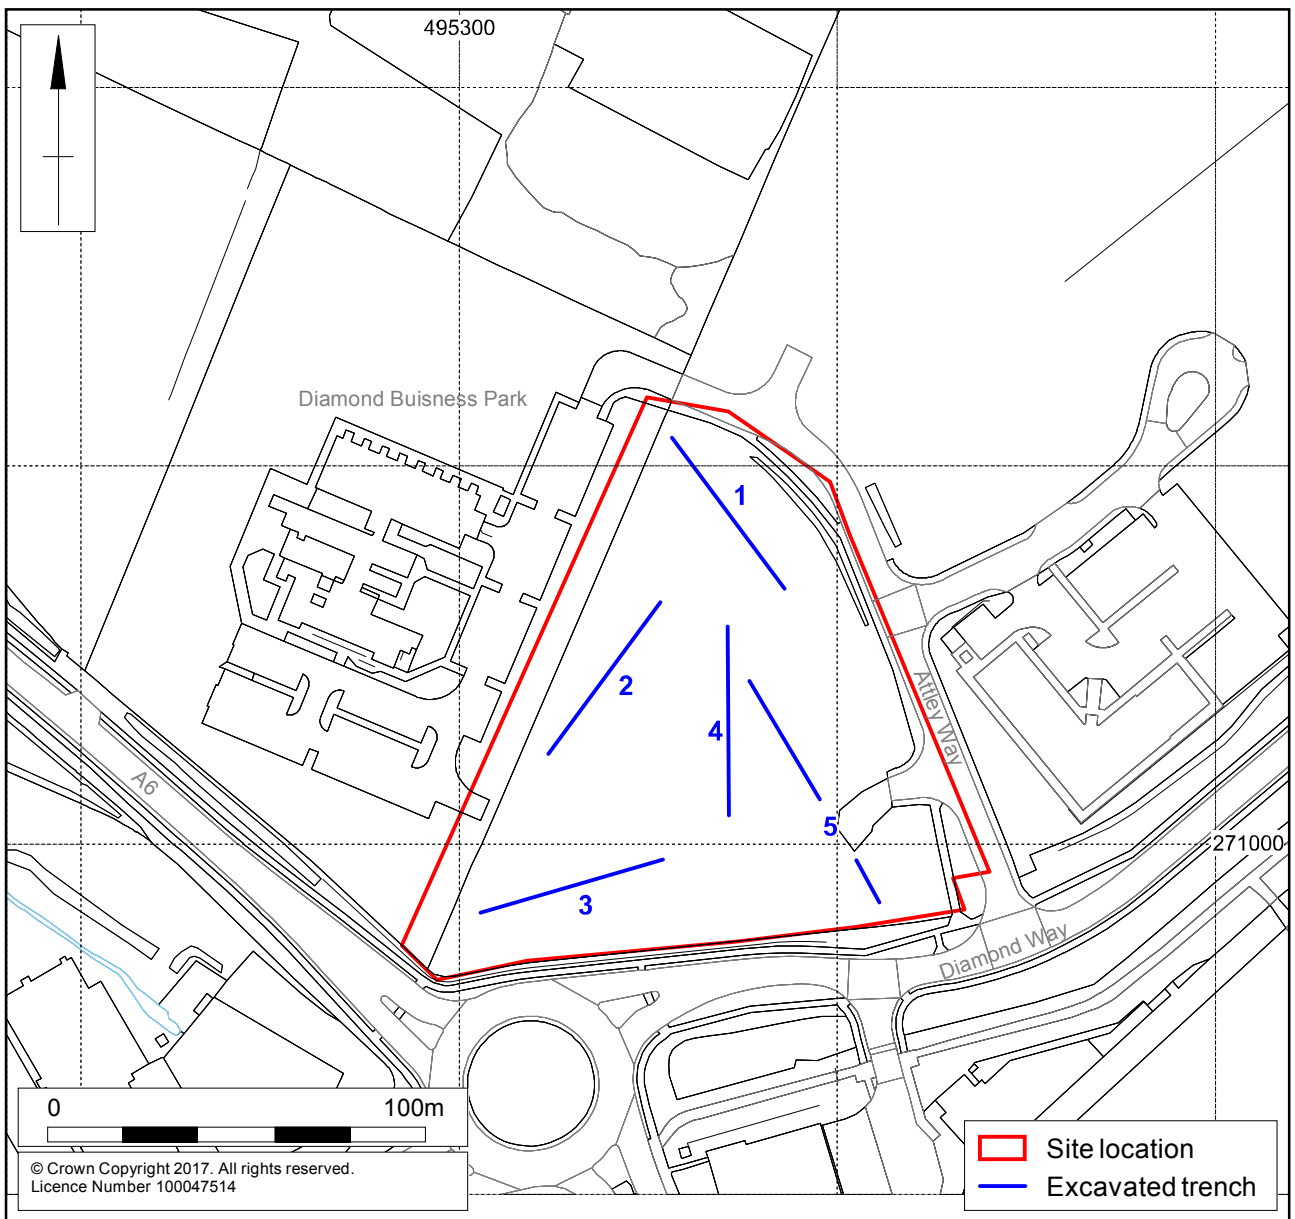 495300
Diamond Buisness Park
1
2
Attley Way
4
A6
5
271000
3
Diamond Way
0 100m
© Crown Copyright 2017. All rights reserved.
Licence Number 100047514
Site location
Excavated trench